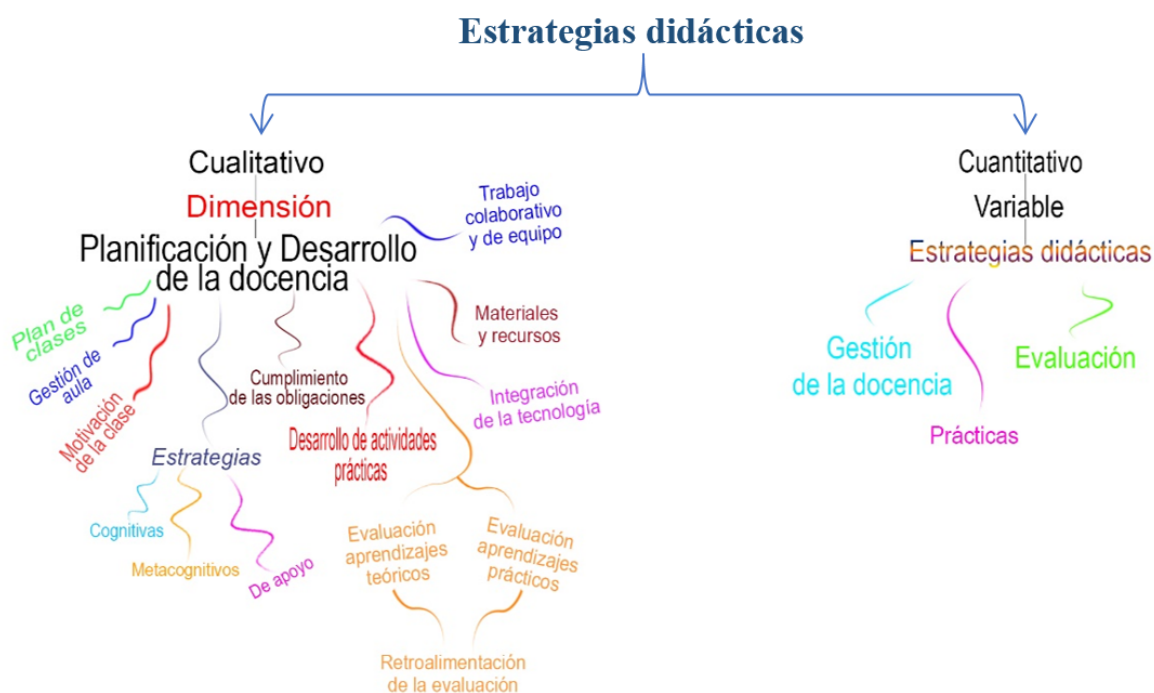 Estrategias didácticas
Cualitativo
Dimensión
Planificación y Desarrollo
de la docencia
Trabajo
colaborativo
y de equipo
Materiales
y recursos
Integración
de la tecnología
Plan de
clases
Gestión de
aula
Motivación
de la clase
Estrategias
Cognitivas
Metacognitivos
De apoyo
Cumplimiento
de las obligaciones
Desarrollo de actividades
prácticas
Evaluación
aprendizajes
teóricos
Evaluación
aprendizajes
prácticos
Retroalimentación
de la evaluación
Cuantitativo
Variable
Estrategias didácticas
Gestión
de la docencia
Prácticas
Evaluación